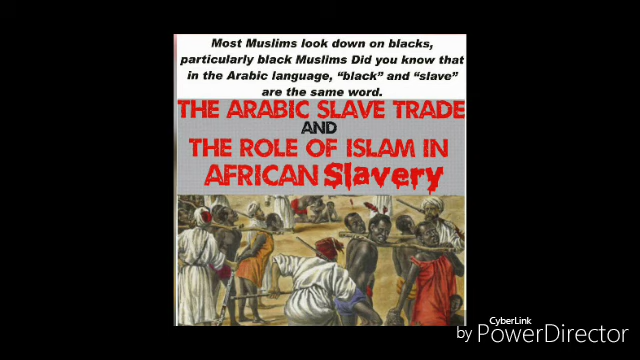 Most Muslims look down on blacks,
particularly black Muslims Did you know that
in the Arabic language, “black” and “slave”
are the same word.
THE ARABIC SLAVE TRADE
AND
THE ROLE OF ISLAM IN
AFRICAN Slavery
CyberLink
by PowerDirector